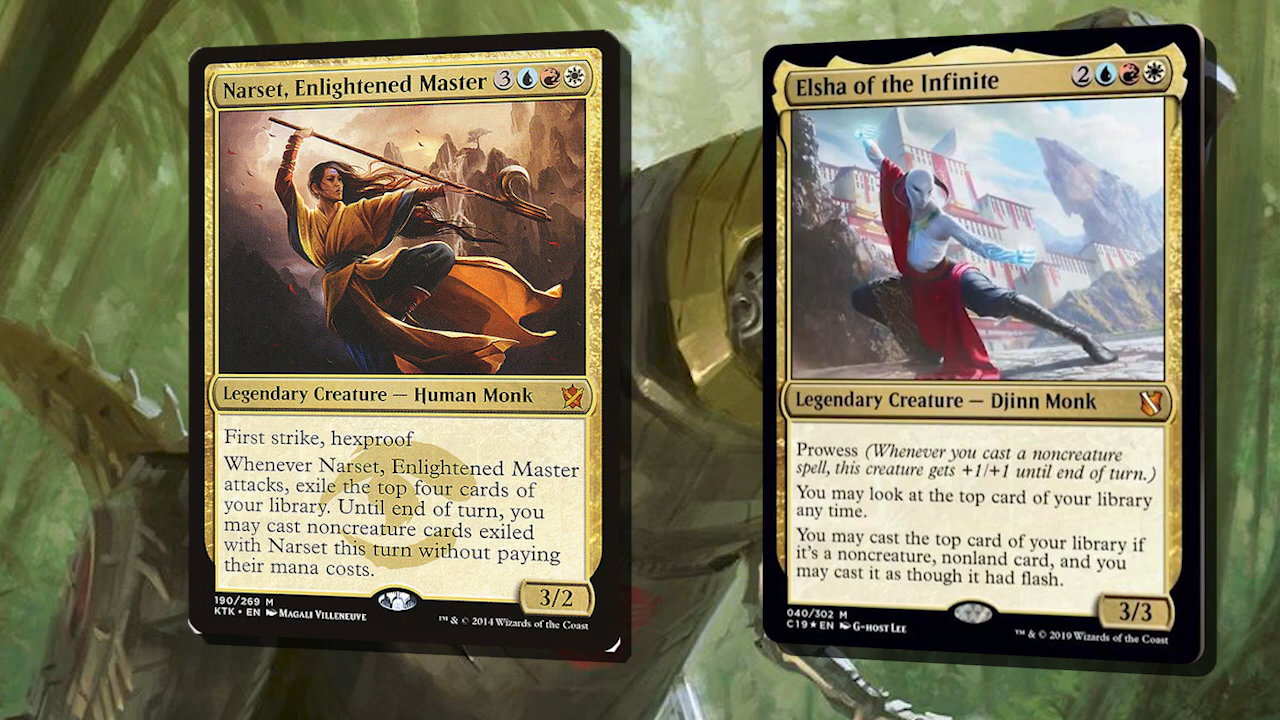 Narset, Enlightened Master 3
Legendary Creature — Human Monk
First strike, hexproof
Whenever Narset, Enlightened Master
attacks, exile the top four cards of
your library. Until end of turn, you
may cast noncreature cards exiled
with Narset this turn without paying
their mana costs.
3/2
190/269 M
KTK • EN Magali Villeneuve
™ & © 2014 Wizards of the Coast
Elsha of the Infinite 2
Legendary Creature — Djinn Monk
Prowess (Whenever you cast a noncreature
spell, this creature gets +1/+1 until end of turn.)
You may look at the top card of your library
any time.
You may cast the top card of your library if
it's a noncreature, nonland card, and you
may cast it as though it had flash.
3/3
040/302 M
C19★EN G-host Lee
™ & © 2019 Wizards of the Coast